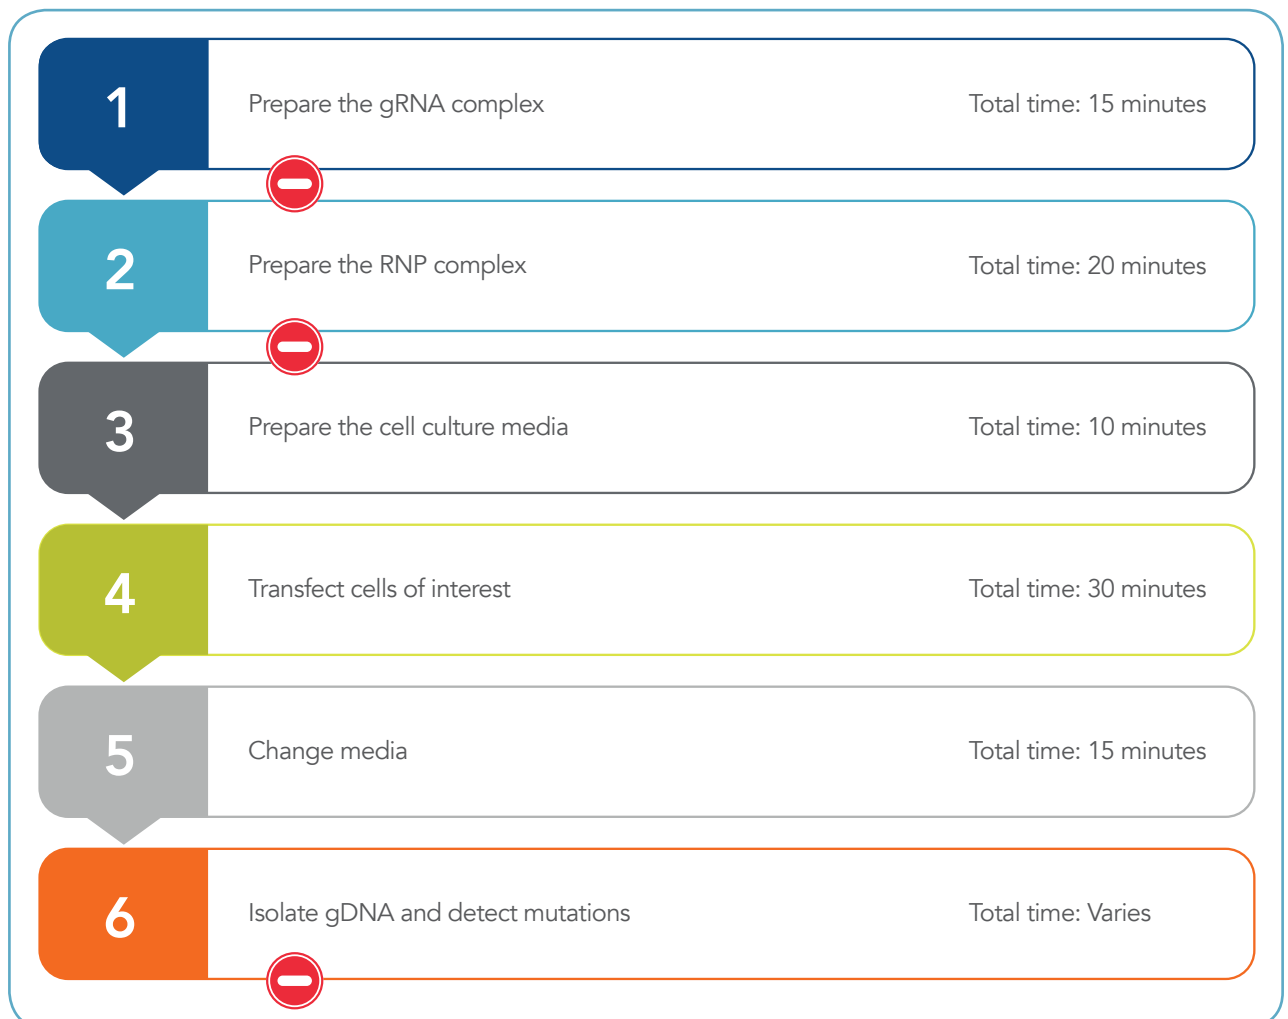 1
Prepare the gRNA complex
Total time: 15 minutes
2
Prepare the RNP complex
Total time: 20 minutes
3
Prepare the cell culture media
Total time: 10 minutes
4
Transfect cells of interest
Total time: 30 minutes
5
Change media
Total time: 15 minutes
6
Isolate gDNA and detect mutations
Total time: Varies